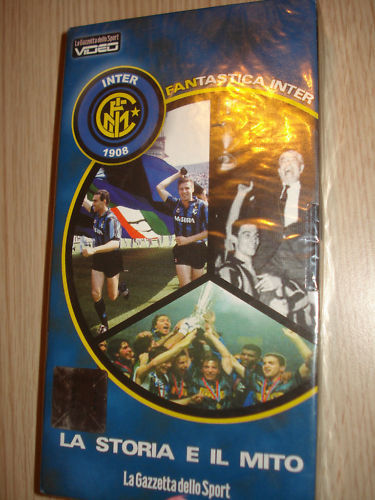 La Gazzetta dello Sport
VIDEO
FANTASTICA INTER
INTER
1908
LA STORIA E IL MITO
La Gazzetta dello Sport